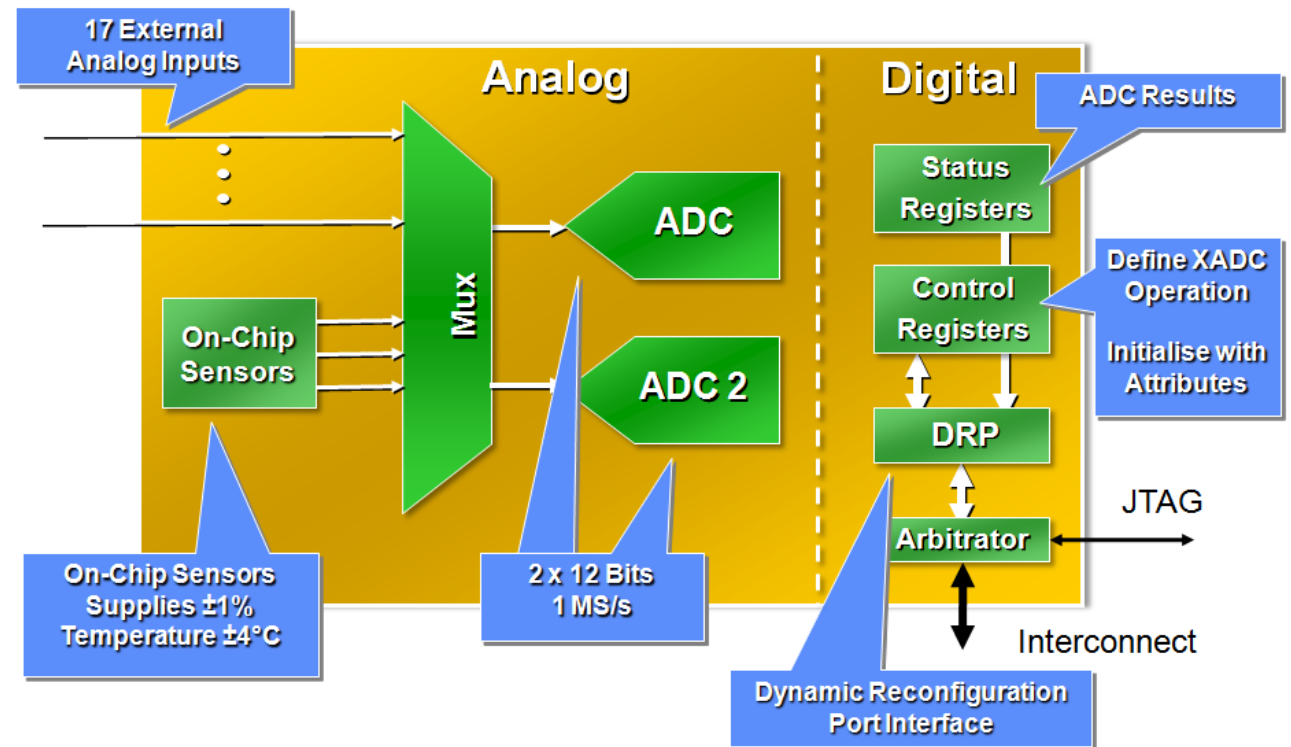 17 External
Analog Inputs
Analog
Digital
ADC Results
Status
Registers
ADC
Define XADC
Operation
Initialise with
Attributes
Control
Registers
Mux
On-Chip
Sensors
ADC 2
DRP
JTAG
Arbitrator
On-Chip Sensors
Supplies ±1%
Temperature ±4°C
2 x 12 Bits
1 MS/s
Interconnect
Dynamic Reconfiguration
Port Interface